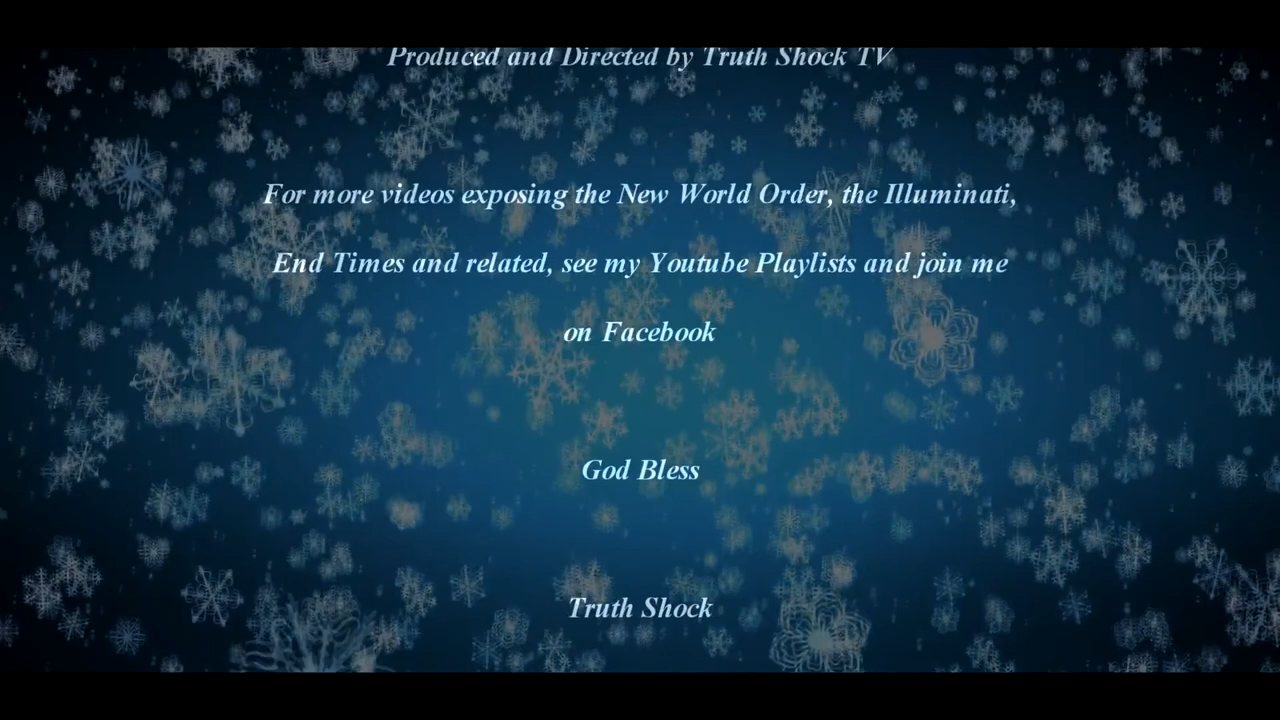 Produced and Directed by Truth Shock TV
For more videos exposing the New World Order, the Illuminati,
End Times and related, see my Youtube Playlists and join me
on Facebook
God Bless
Truth Shock